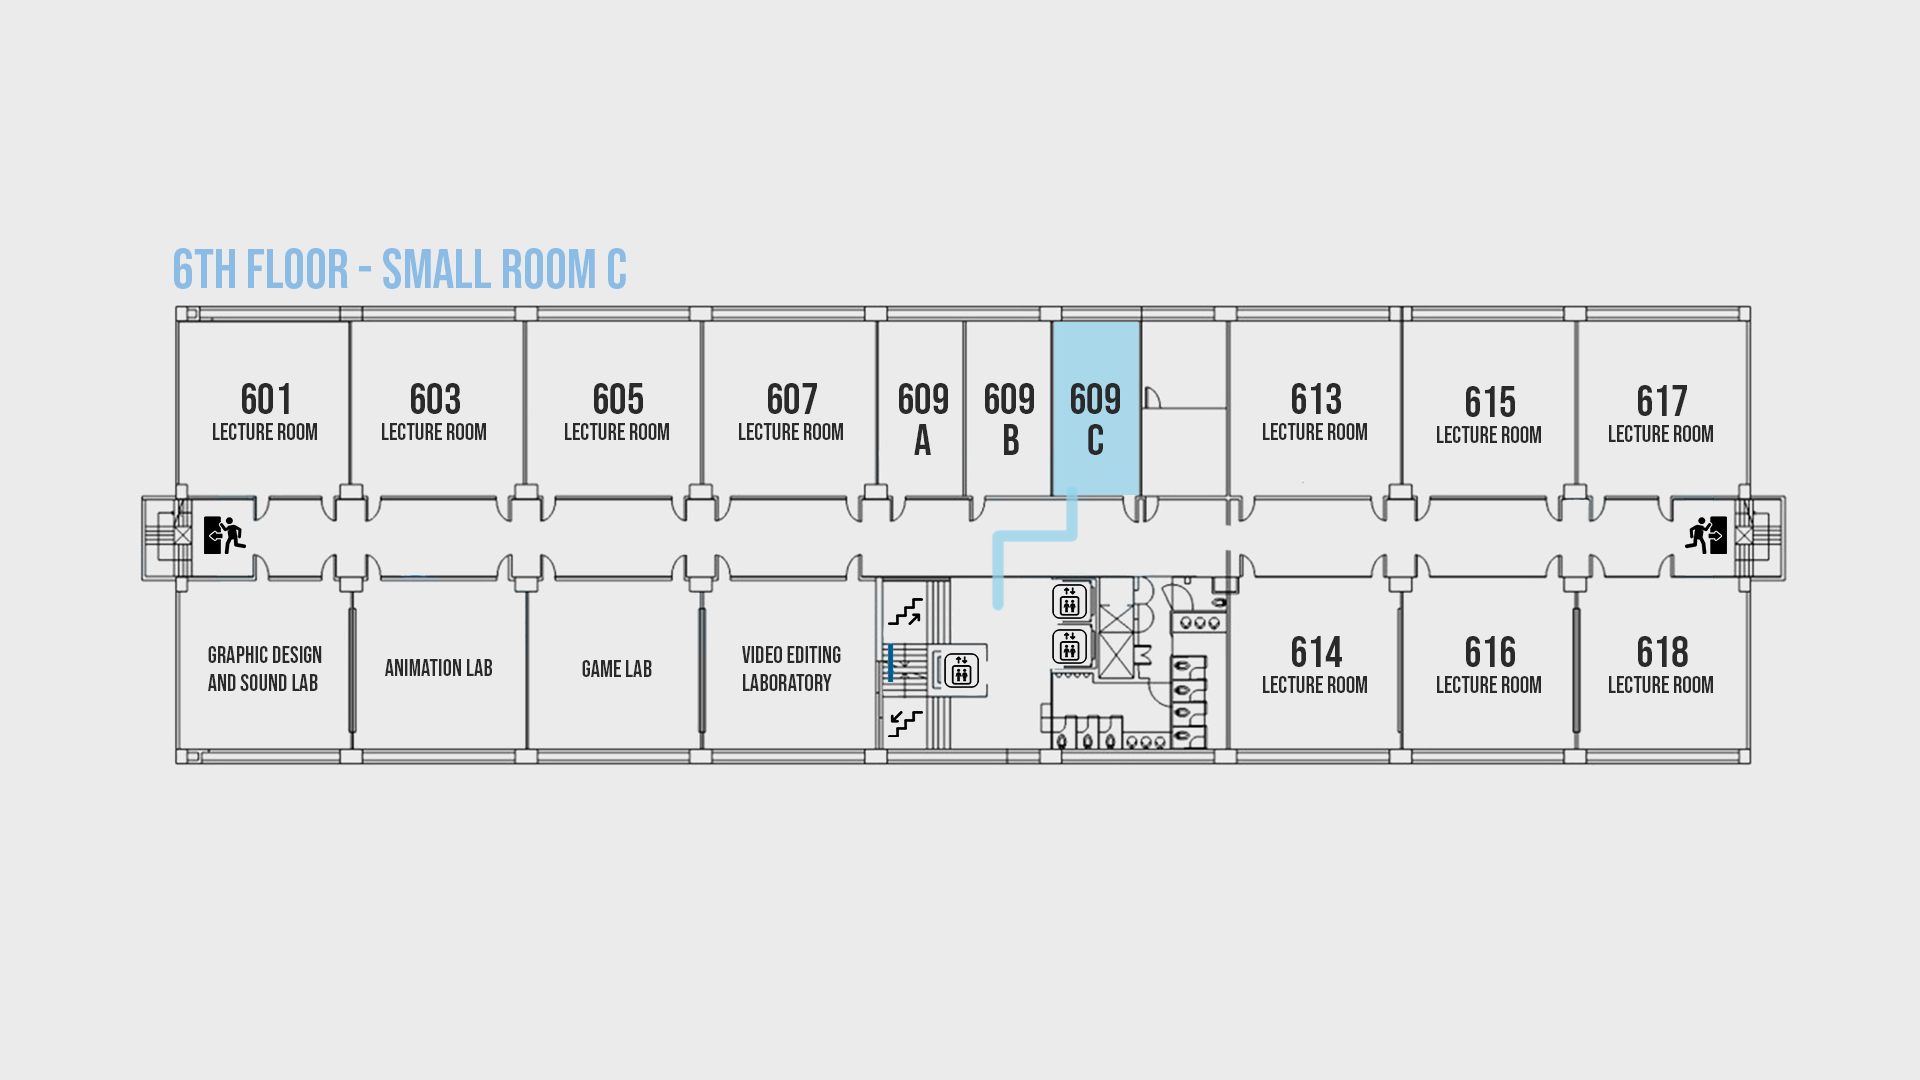 6TH FLOOR - SMALL ROOM C
601
LECTURE ROOM
603
LECTURE ROOM
605
LECTURE ROOM
607
LECTURE ROOM
609
A
609
B
609
C
613
LECTURE ROOM
615
LECTURE ROOM
617
LECTURE ROOM
GRAPHIC DESIGN
AND SOUND LAB
ANIMATION LAB
GAME LAB
VIDEO EDITING
LABORATORY
614
LECTURE ROOM
616
LECTURE ROOM
618
LECTURE ROOM